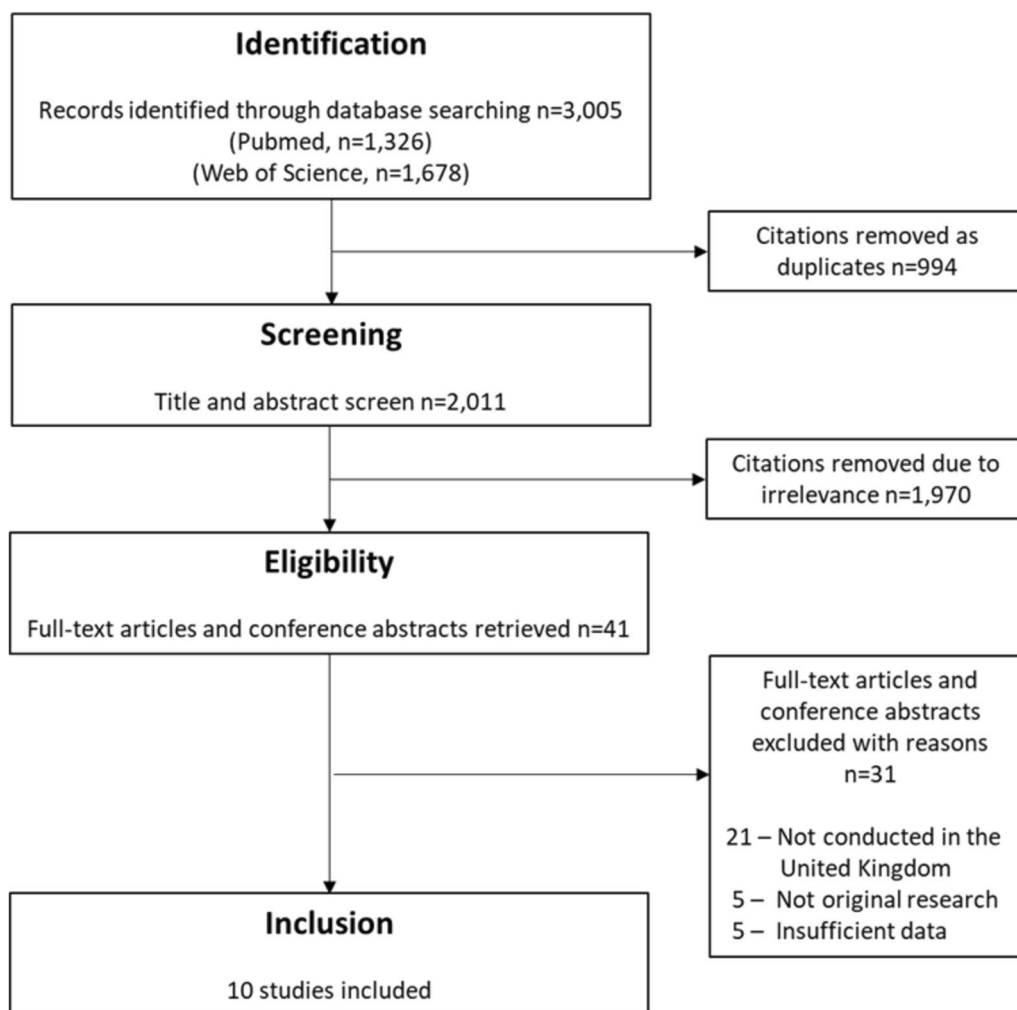 Identification
Records identified through database searching n=3,005
(Pubmed, n=1,326)
(Web of Science, n=1,678)
Citations removed as
duplicates n=994
Screening
Title and abstract screen n=2,011
Citations removed due to
irrelevance n=1,970
Eligibility
Full-text articles and conference abstracts retrieved n=41
Full-text articles and
conference abstracts
excluded with reasons
n=31
21 – Not conducted in the
United Kingdom
5 – Not original research
5 – Insufficient data
Inclusion
10 studies included